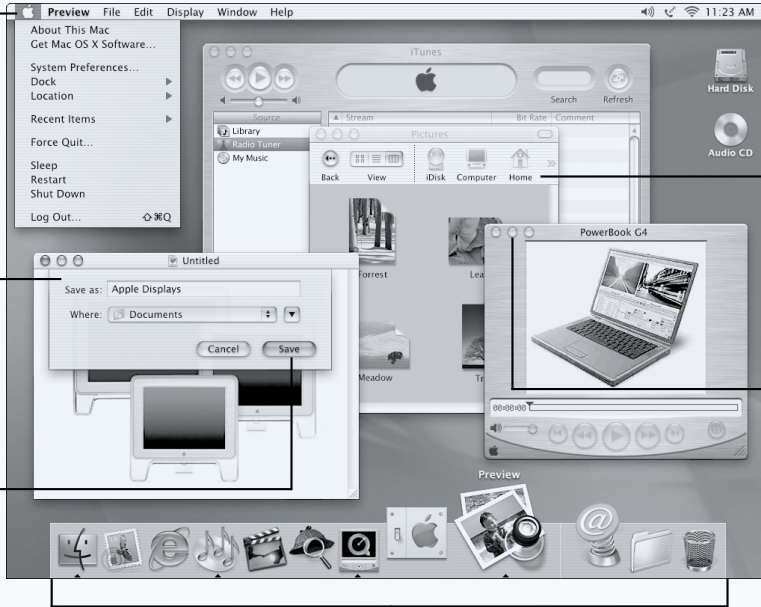 Preview File Edit Display Window Help 11:23 AM
About This Mac
Get Mac OS X Software...
System Preferences...
Dock
Location
Recent Items
Force Quit...
Sleep
Restart
Shut Down
Log Out... ⇧⌘Q
iTunes
Search Refresh
Source Stream Bit Rate Comment
Library
Radio Tuner
My Music
Pictures
Back View iDisk Computer Home
Forrest
Meadow
Hard Disk
Audio CD
Untitled
Save as: Apple Displays
Where: Documents
Cancel Save
PowerBook G4
00:00:00
Preview